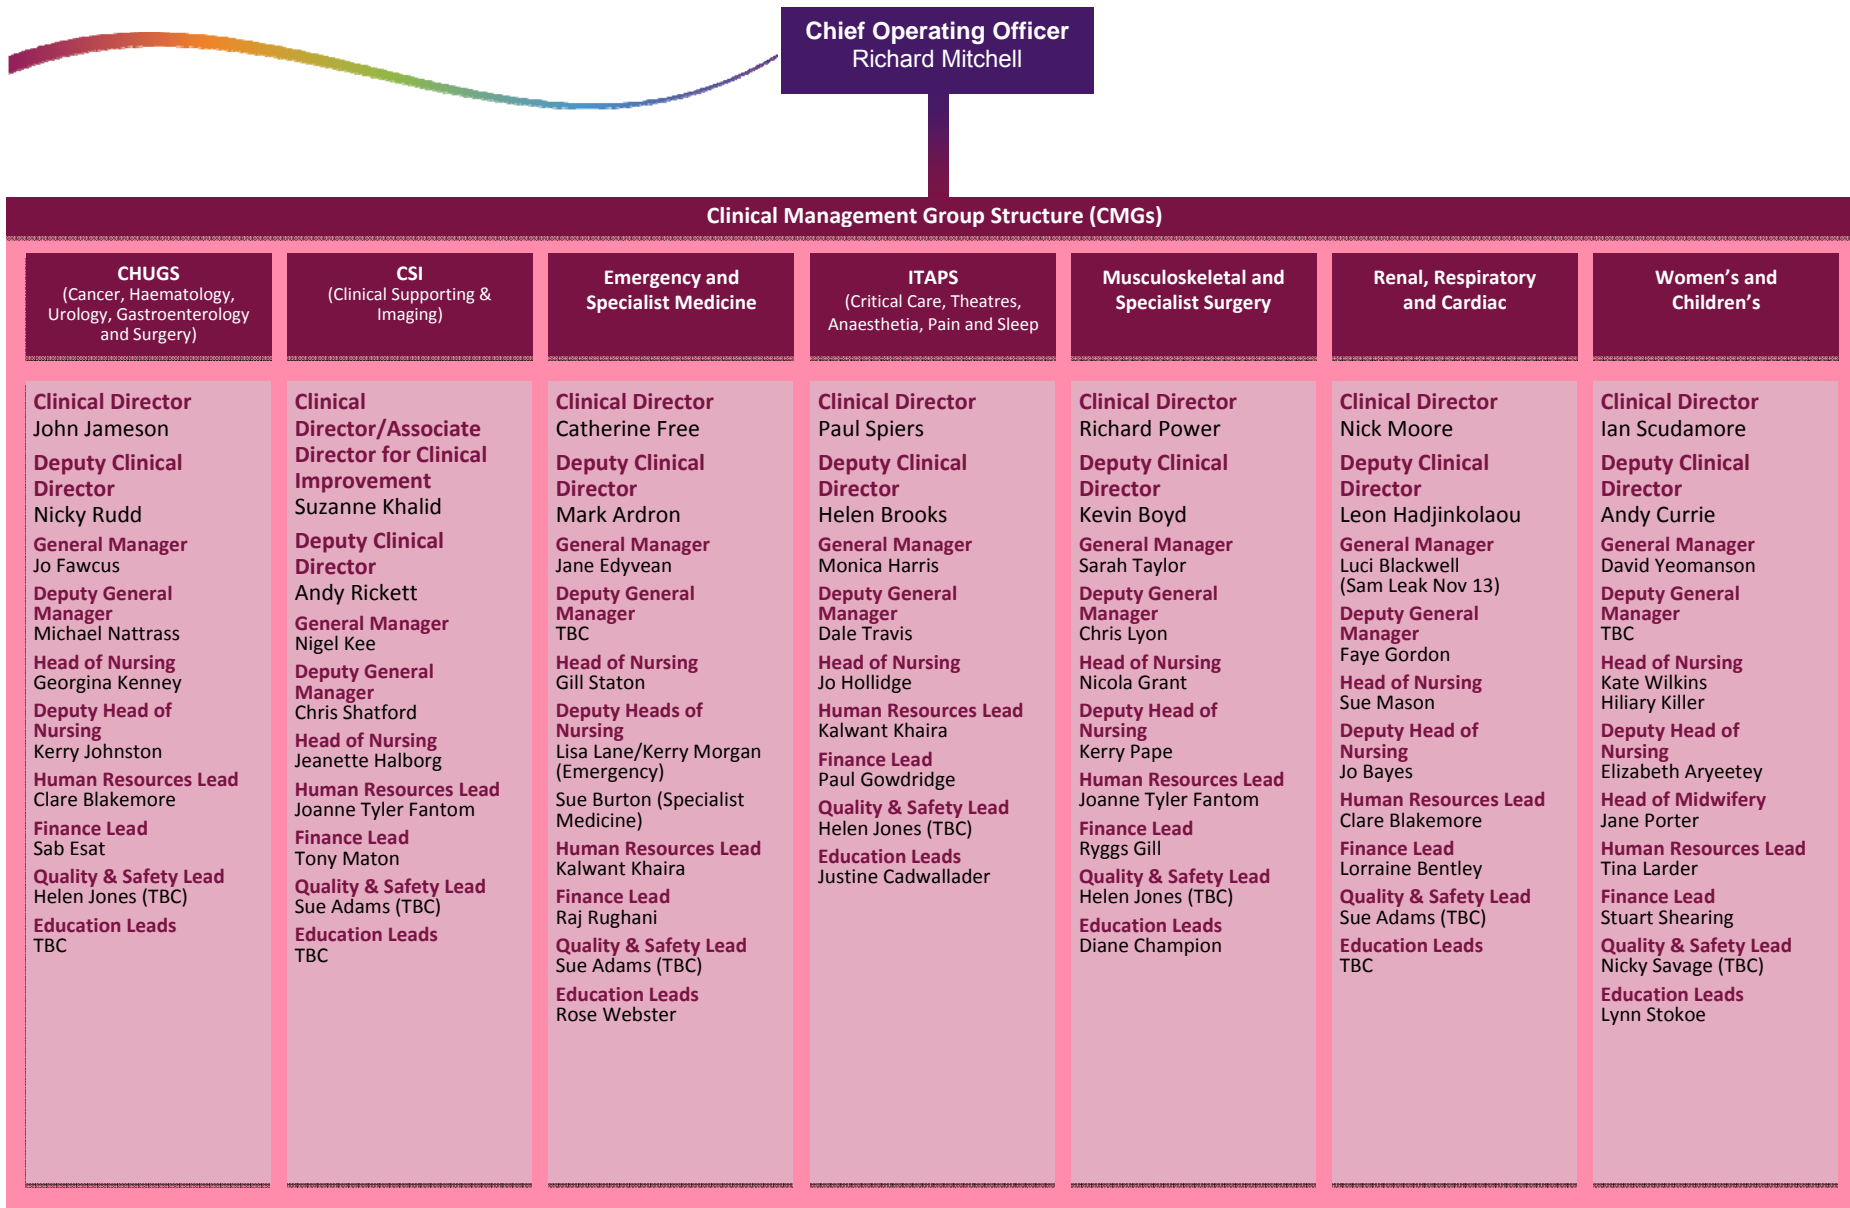 Chief Operating Officer
Richard Mitchell
Clinical Management Group Structure (CMGs)
CHUGS
(Cancer, Haematology,
Urology, Gastroenterology
and Surgery)
CSI
(Clinical Supporting &
Imaging)
Emergency and
Specialist Medicine
ITAPS
(Critical Care, Theatres,
Anaesthetia, Pain and Sleep
Musculoskeletal and
Specialist Surgery
Renal, Respiratory
and Cardiac
Women’s and
Children’s
Clinical Director
John Jameson
Deputy Clinical
Director
Nicky Rudd
General Manager
Jo Fawcus
Deputy General
Manager
Michael Nattrass
Head of Nursing
Georgina Kenney
Deputy Head of
Nursing
Kerry Johnston
Human Resources Lead
Clare Blakemore
Finance Lead
Sab Esat
Quality & Safety Lead
Helen Jones (TBC)
Education Leads
TBC
Clinical
Director/Associate
Director for Clinical
Improvement
Suzanne Khalid
Deputy Clinical
Director
Andy Rickett
General Manager
Nigel Kee
Deputy General
Manager
Chris Shatford
Head of Nursing
Jeanette Halborg
Human Resources Lead
Joanne Tyler Fantom
Finance Lead
Tony Maton
Quality & Safety Lead
Sue Adams (TBC)
Education Leads
TBC
Clinical Director
Catherine Free
Deputy Clinical
Director
Mark Ardron
General Manager
Jane Edyvean
Deputy General
Manager
TBC
Head of Nursing
Gill Staton
Deputy Heads of
Nursing
Lisa Lane/Kerry Morgan
(Emergency)
Sue Burton (Specialist
Medicine)
Human Resources Lead
Kalwant Khaira
Finance Lead
Raj Rughani
Quality & Safety Lead
Sue Adams (TBC)
Education Leads
Rose Webster
Clinical Director
Paul Spiers
Deputy Clinical
Director
Helen Brooks
General Manager
Monica Harris
Deputy General
Manager
Dale Travis
Head of Nursing
Jo Hollidge
Human Resources Lead
Kalwant Khaira
Finance Lead
Paul Gowdridge
Quality & Safety Lead
Helen Jones (TBC)
Education Leads
Justine Cadwallader
Clinical Director
Richard Power
Deputy Clinical
Director
Kevin Boyd
General Manager
Sarah Taylor
Deputy General
Manager
Chris Lyon
Head of Nursing
Nicola Grant
Deputy Head of
Nursing
Kerry Pape
Human Resources Lead
Joanne Tyler Fantom
Finance Lead
Ryggs Gill
Quality & Safety Lead
Helen Jones (TBC)
Education Leads
Diane Champion
Clinical Director
Nick Moore
Deputy Clinical
Director
Leon Hadjinkolaou
General Manager
Luci Blackwell
(Sam Leak Nov 13)
Deputy General
Manager
Faye Gordon
Head of Nursing
Sue Mason
Deputy Head of
Nursing
Jo Bayes
Human Resources Lead
Clare Blakemore
Finance Lead
Lorraine Bentley
Quality & Safety Lead
Sue Adams (TBC)
Education Leads
TBC
Clinical Director
Ian Scudamore
Deputy Clinical
Director
Andy Currie
General Manager
David Yeomanson
Deputy General
Manager
TBC
Head of Nursing
Kate Wilkins
Hiliary Killer
Deputy Head of
Nursing
Elizabeth Aryeetey
Head of Midwifery
Jane Porter
Human Resources Lead
Tina Larder
Finance Lead
Stuart Shearing
Quality & Safety Lead
Nicky Savage (TBC)
Education Leads
Lynn Stokoe